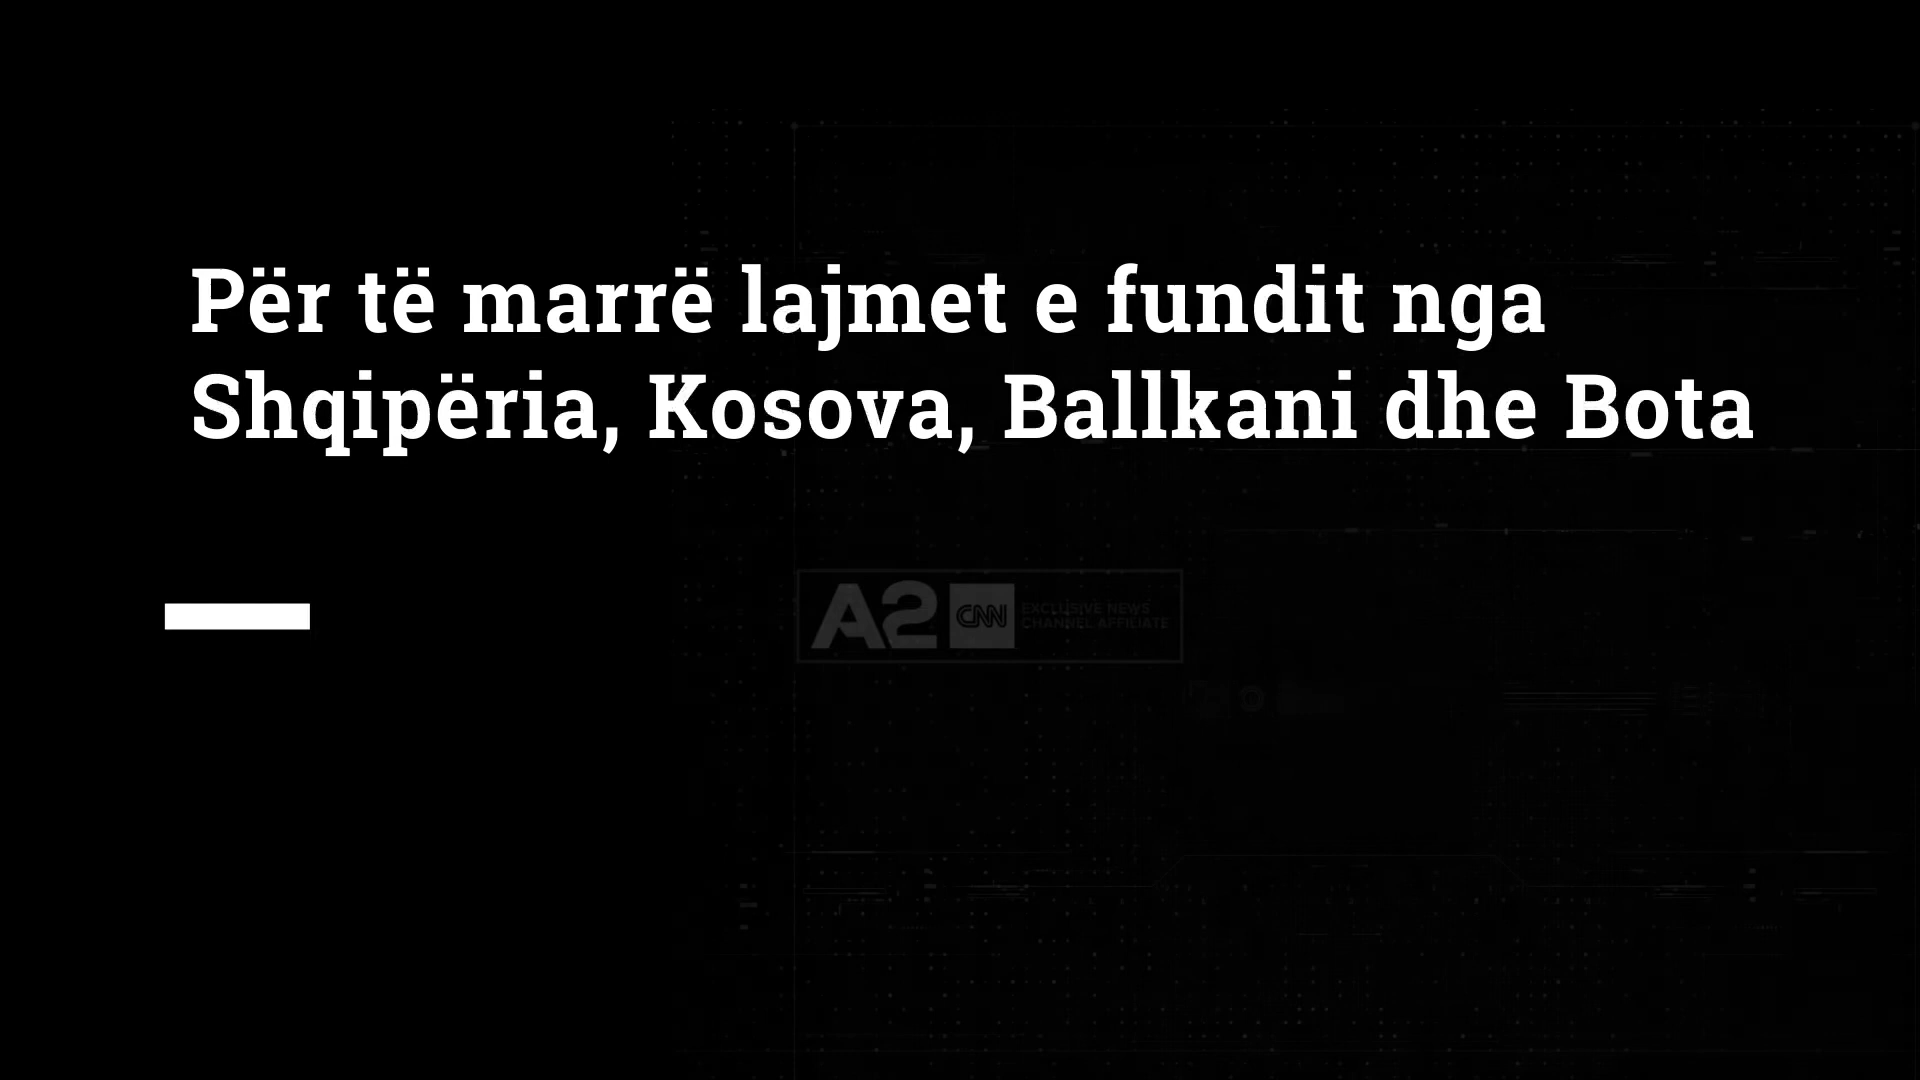 Për të marrë lajmet e fundit nga
Shqipëria, Kosova, Ballkani dhe Bota
A2 CNN EXCLUSIVE NEWS
CHANNEL AFFILIATE